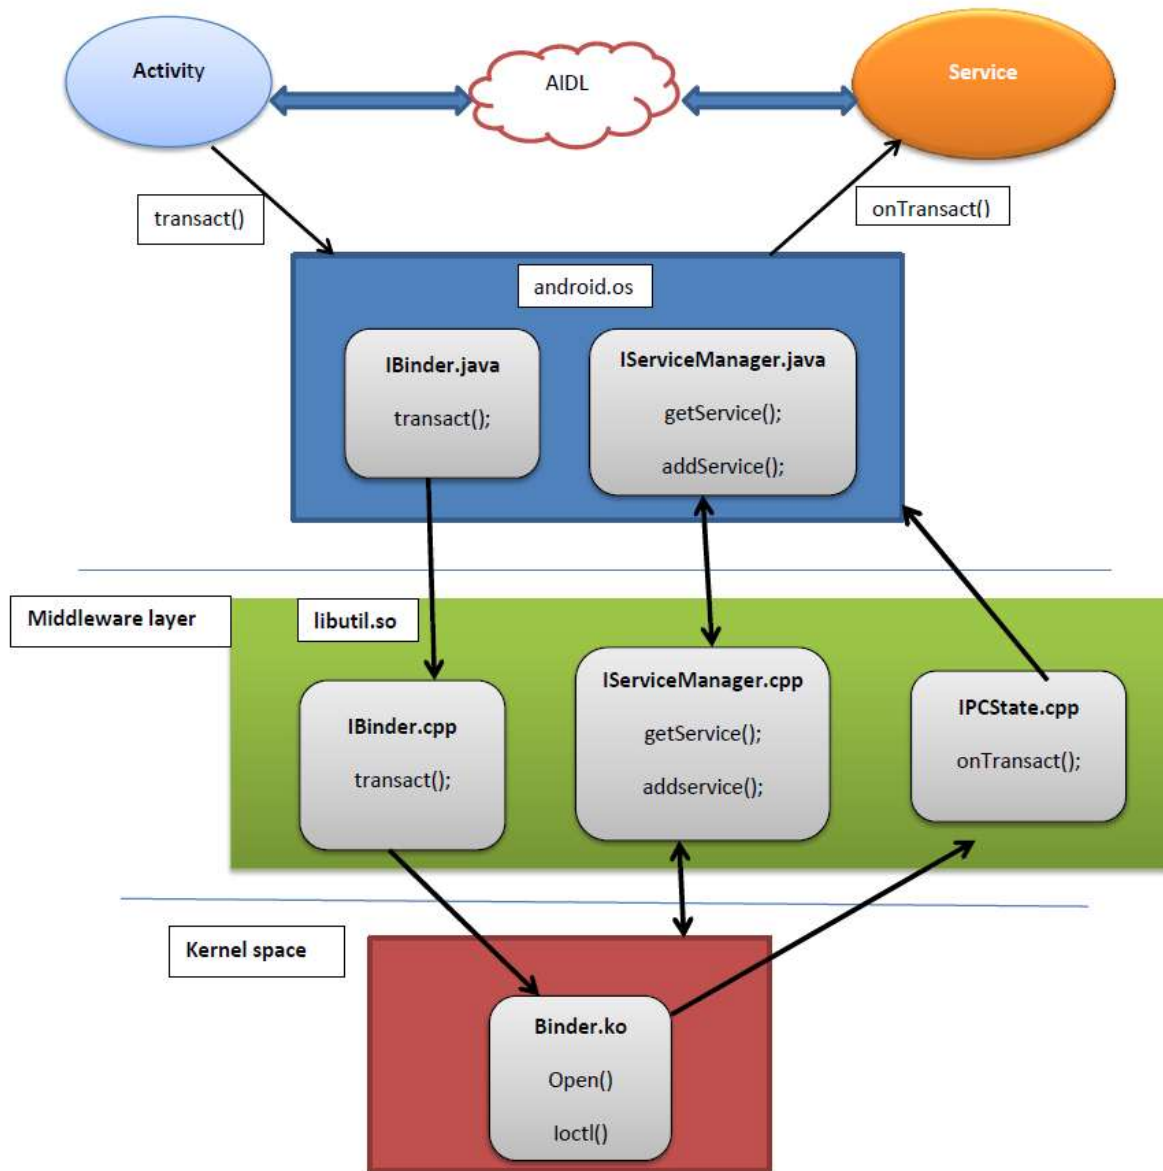 Activity
AIDL
Service
transact()
onTransact()
android.os
IBinder.java
transact();
IServiceManager.java
getService();
addService();
Middleware layer
libutil.so
IBinder.cpp
transact();
IServiceManager.cpp
getService();
addservice();
IPCState.cpp
onTransact();
Kernel space
Binder.ko
Open()
Ioctl()